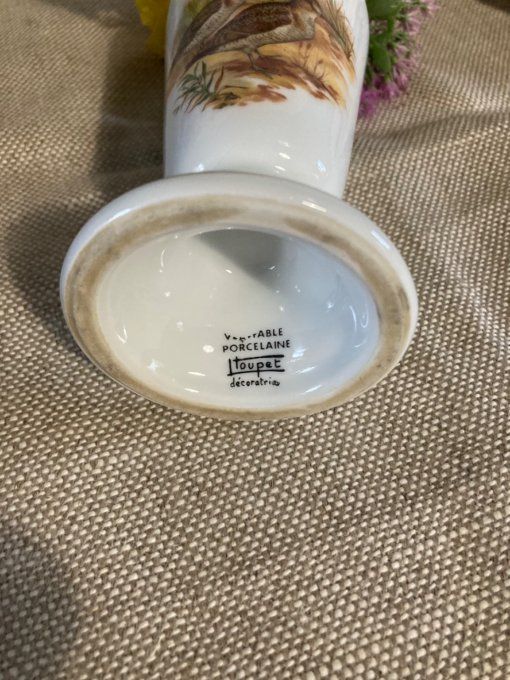 VÉRITABLE
PORCELAINE
J Toupet
décoratrice